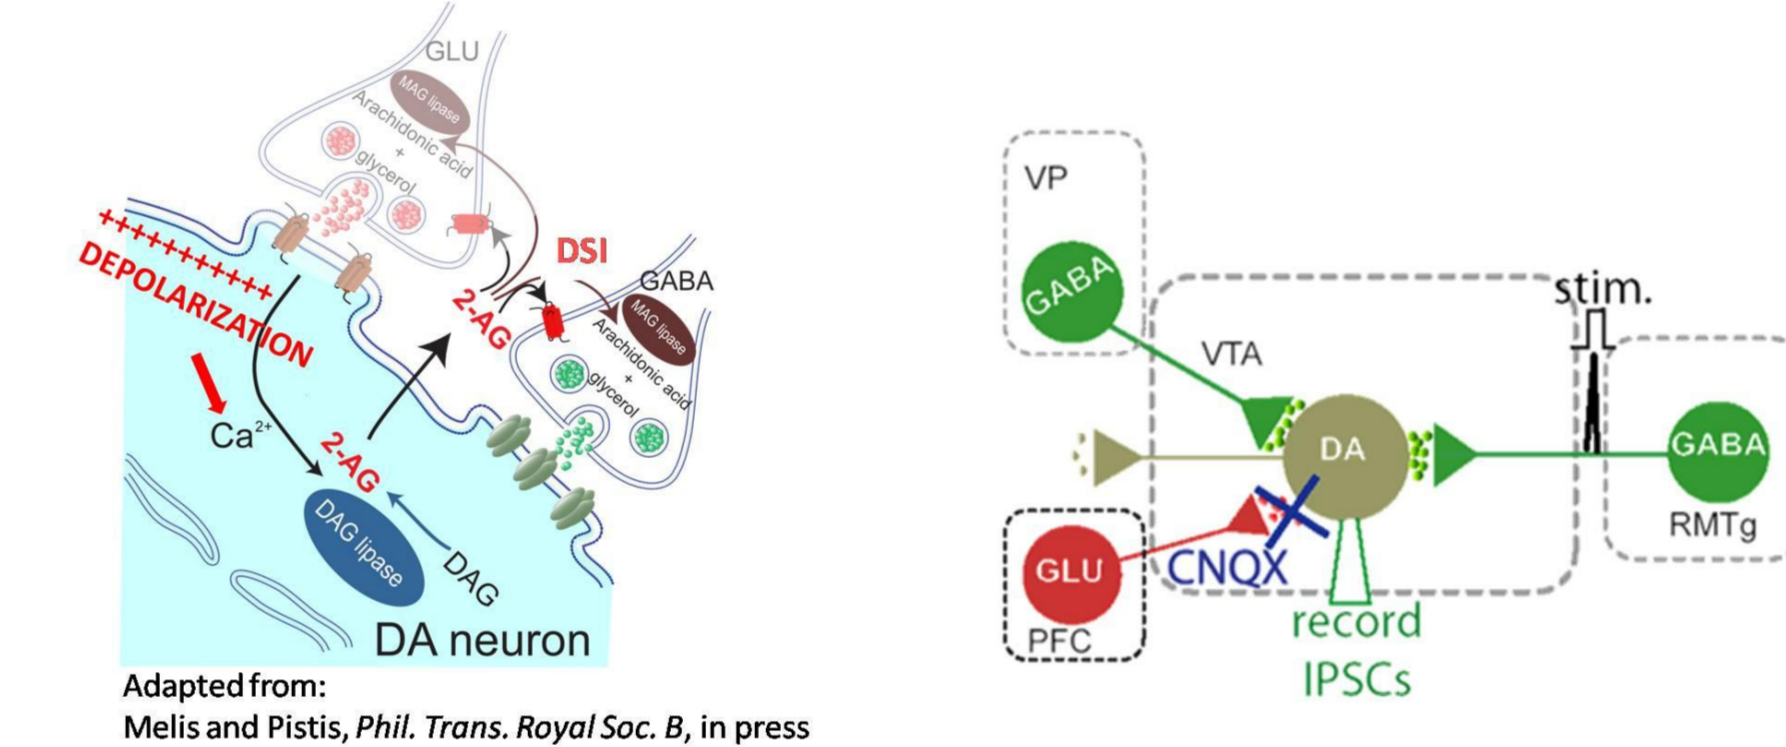 GLU
MAG lipase
Arachidonic acid
+
glycerol
++++++++++
DEPOLARIZATION
DSI
2-AG
GABA
MAG lipase
Arachidonic acid
+
glycerol
Ca²⁺
2-AG
DAG lipase
DAG
DA neuron
Adapted from:
Melis and Pistis, Phil. Trans. Royal Soc. B, in press
VP
GABA
VTA
stim.
DA
GABA
RMTg
GLU
PFC
CNQX
record
IPSCs